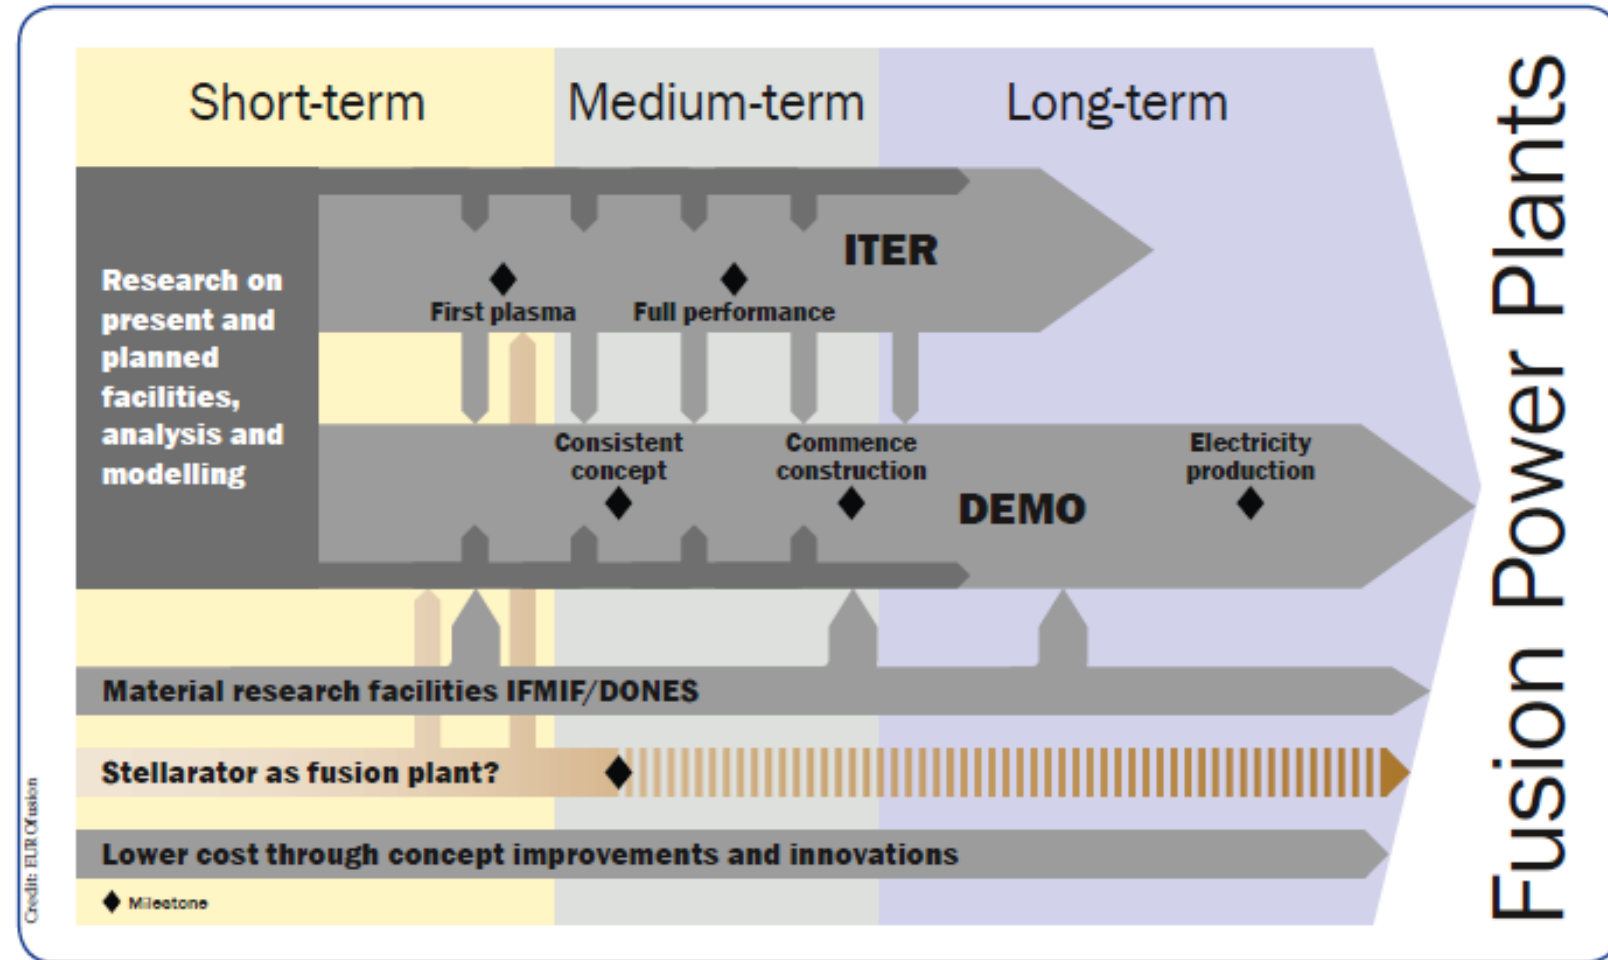 Short-term
Medium-term
Long-term
Research on
present and
planned
facilities,
analysis and
modelling
ITER
First plasma
Full performance
Consistent
concept
Commence
construction
Electricity
production
DEMO
Material research facilities IFMIF/DONES
Stellarator as fusion plant?
Lower cost through concept improvements and innovations
Milestone
Fusion Power Plants
Credit: EUROfusion